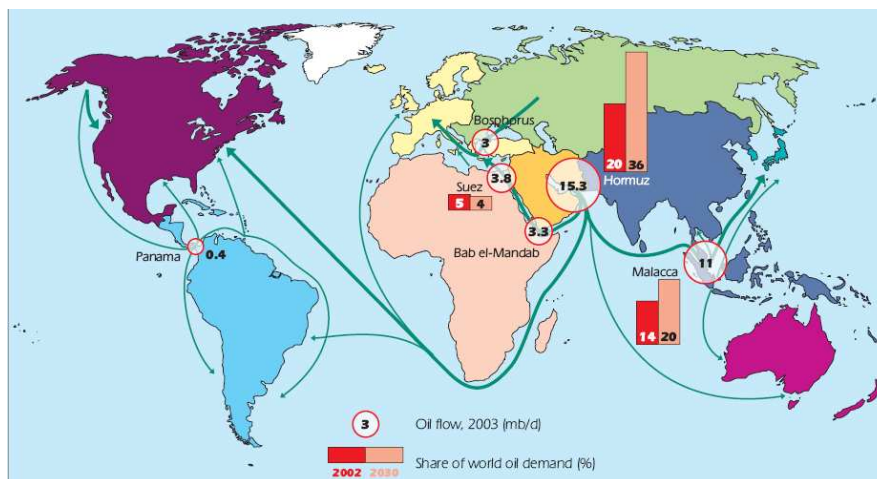 Bosphorus
3
3.8
Suez
5 4
15.3
20 36
Hormuz
3.3
Bab el-Mandab
Panama
0.4
11
Malacca
14 20
3
Oil flow, 2003 (mb/d)
Share of world oil demand (%)
2002 2030